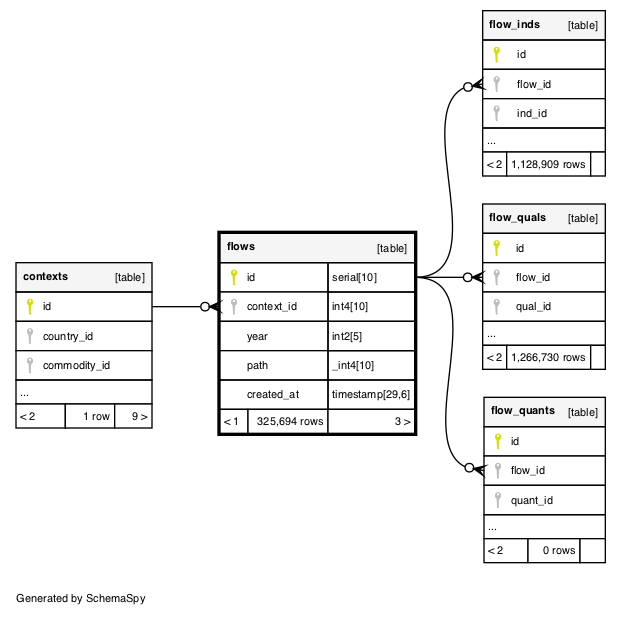 flow_inds [table]
id
flow_id
ind_id
...
< 2 1,128,909 rows
flow_quals [table]
id
flow_id
qual_id
...
< 2 1,266,730 rows
flows [table]
id serial[10]
context_id int4[10]
year int2[5]
path _int4[10]
created_at timestamp[29,6]
< 1 325,694 rows 3 >
contexts [table]
id
country_id
commodity_id
...
< 2 1 row 9 >
flow_quants [table]
id
flow_id
quant_id
...
< 2 0 rows
Generated by SchemaSpy